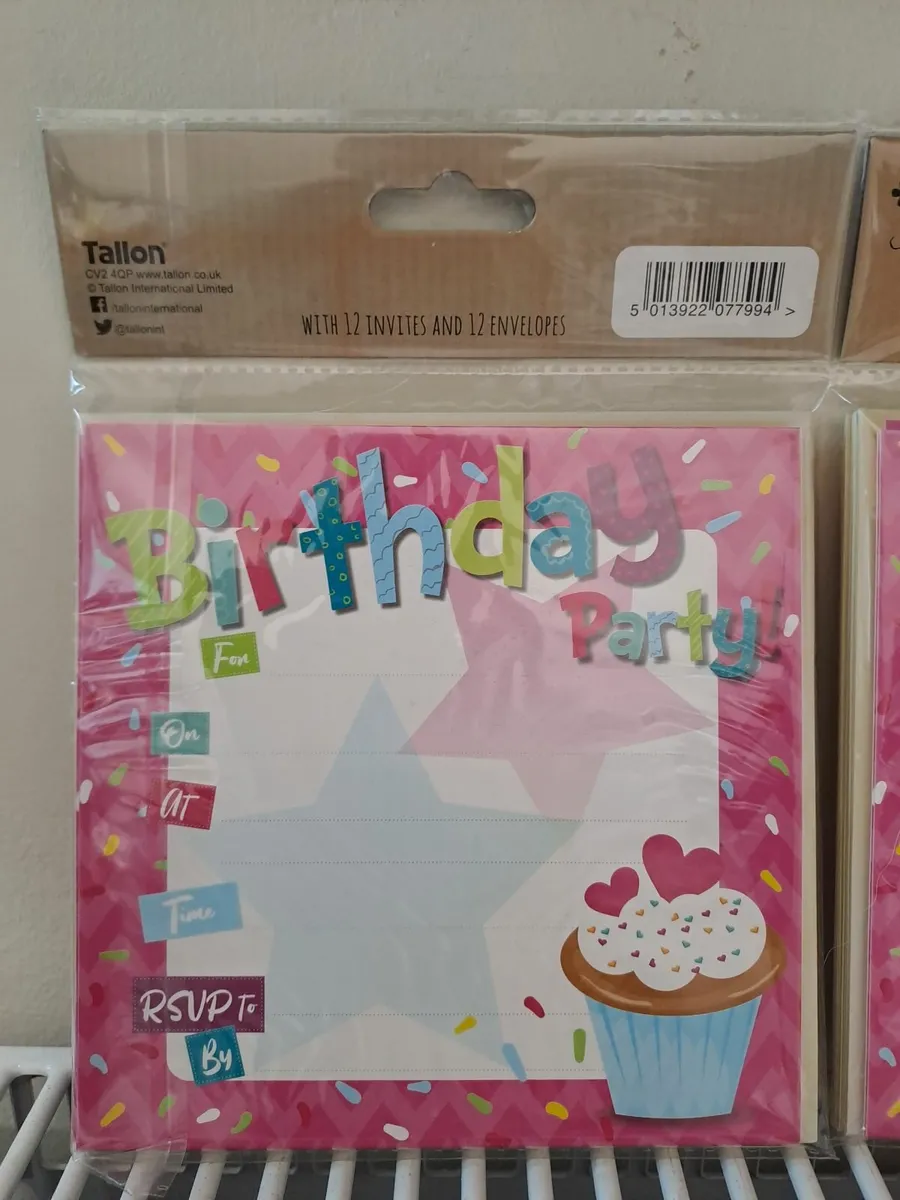 Tallon
CV2 4QP www.tallon.co.uk
© Tallon International Limited
/talloninternational
@tallonint
WITH 12 INVITES AND 12 ENVELOPES
5 013922 077994 >
Birthday
Party!
For
On
AT
Time
RSVP To
By